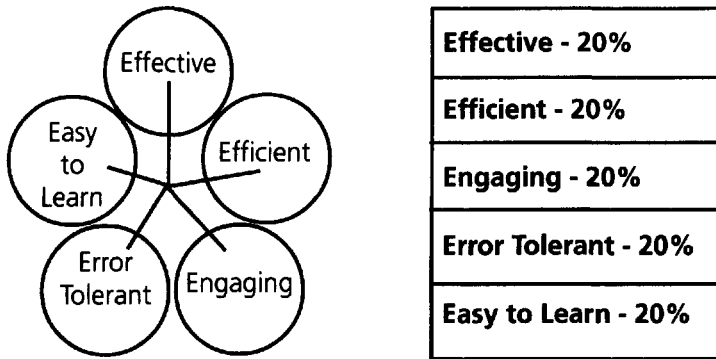 Effective
Easy
to
Learn
Efficient
Error
Tolerant
Engaging
Effective - 20%
Efficient - 20%
Engaging - 20%
Error Tolerant - 20%
Easy to Learn - 20%